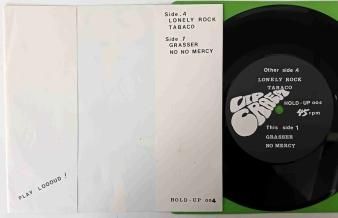 Side.4
LONELY ROCK
TABACO
Side.7
GRASSER
NO NO MERCY
PLAY LOOOUD!
HOLD-UP 004
Other side 4
LONELY ROCK
TABACO
HOLD-UP 004
45 rpm
This side 1
GRASSER
NO MERCY